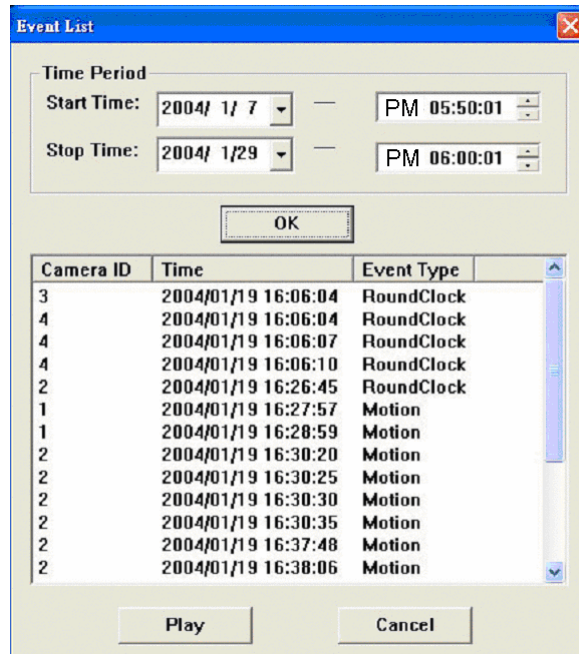 Event List
Time Period
Start Time: 2004/ 1/ 7 — PM 05:50:01
Stop Time: 2004/ 1/29 — PM 06:00:01
OK
Camera ID Time Event Type
3 2004/01/19 16:06:04 RoundClock
4 2004/01/19 16:06:04 RoundClock
4 2004/01/19 16:06:07 RoundClock
4 2004/01/19 16:06:10 RoundClock
2 2004/01/19 16:26:45 RoundClock
1 2004/01/19 16:27:57 Motion
1 2004/01/19 16:28:59 Motion
2 2004/01/19 16:30:20 Motion
2 2004/01/19 16:30:25 Motion
2 2004/01/19 16:30:30 Motion
2 2004/01/19 16:30:35 Motion
2 2004/01/19 16:37:48 Motion
2 2004/01/19 16:38:06 Motion
Play Cancel